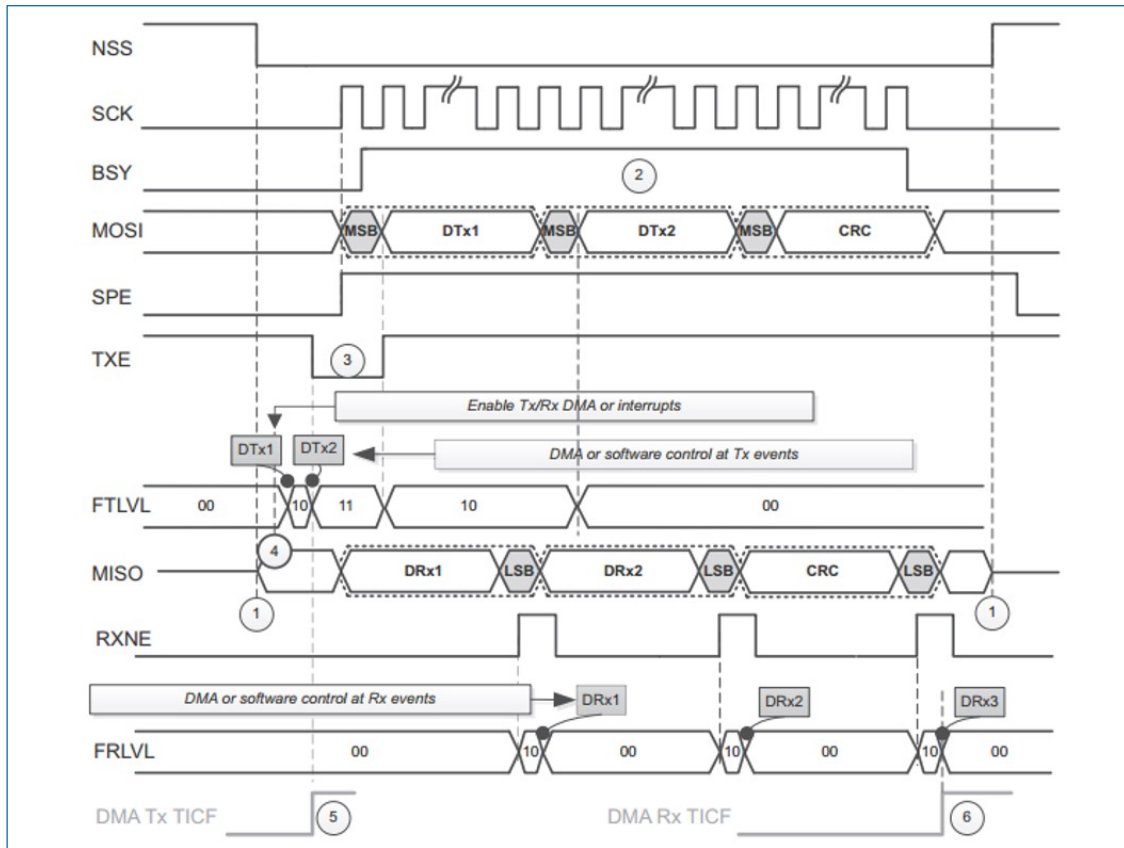 NSS
SCK
BSY
2
MOSI
MSB DTx1 MSB DTx2 MSB CRC
SPE
TXE
3
Enable Tx/Rx DMA or interrupts
DTx1 DTx2
DMA or software control at Tx events
FTLVL
00 10 11 10 00
4
MISO
DRx1 LSB DRx2 LSB CRC LSB
1 1
RXNE
DMA or software control at Rx events
DRx1 DRx2 DRx3
FRLVL
00 10 00 10 00 10 00
DMA Tx TICF 5 DMA Rx TICF 6